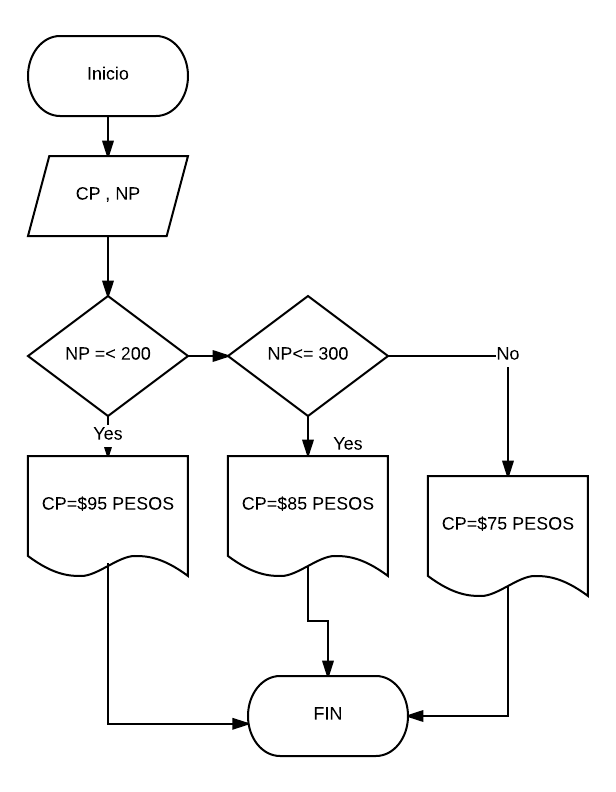 Inicio
CP , NP
NP =< 200
NP<= 300
No
Yes
Yes
CP=$95 PESOS
CP=$85 PESOS
CP=$75 PESOS
FIN